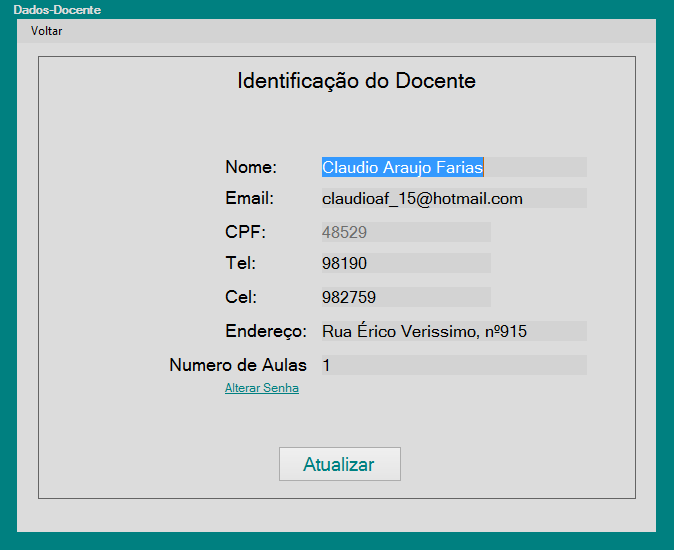 Dados-Docente
Voltar
Identificação do Docente
Nome: Claudio Araujo Farias
Email: claudioaf_15@hotmail.com
CPF: 48529
Tel: 98190
Cel: 982759
Endereço: Rua Érico Verissimo, nº915
Numero de Aulas 1
Alterar Senha
Atualizar